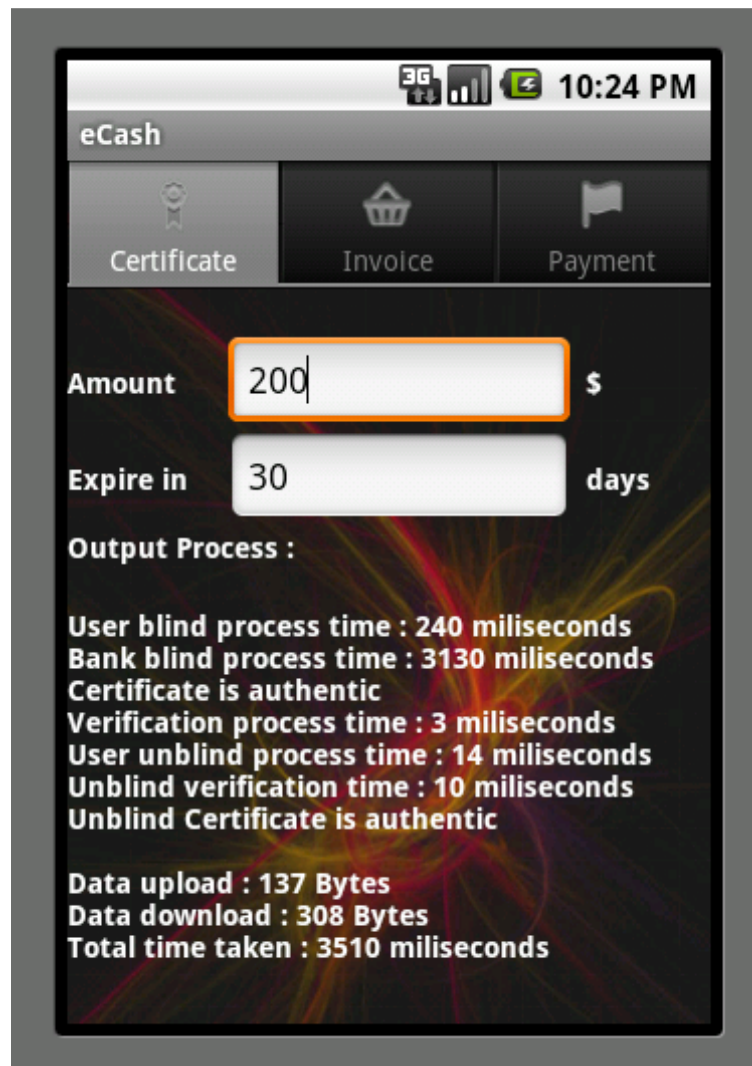 3G 10:24 PM
eCash
Certificate Invoice Payment
Amount 200 $
Expire in 30 days
Output Process :
User blind process time : 240 miliseconds
Bank blind process time : 3130 miliseconds
Certificate is authentic
Verification process time : 3 miliseconds
User unblind process time : 14 miliseconds
Unblind verification time : 10 miliseconds
Unblind Certificate is authentic
Data upload : 137 Bytes
Data download : 308 Bytes
Total time taken : 3510 miliseconds